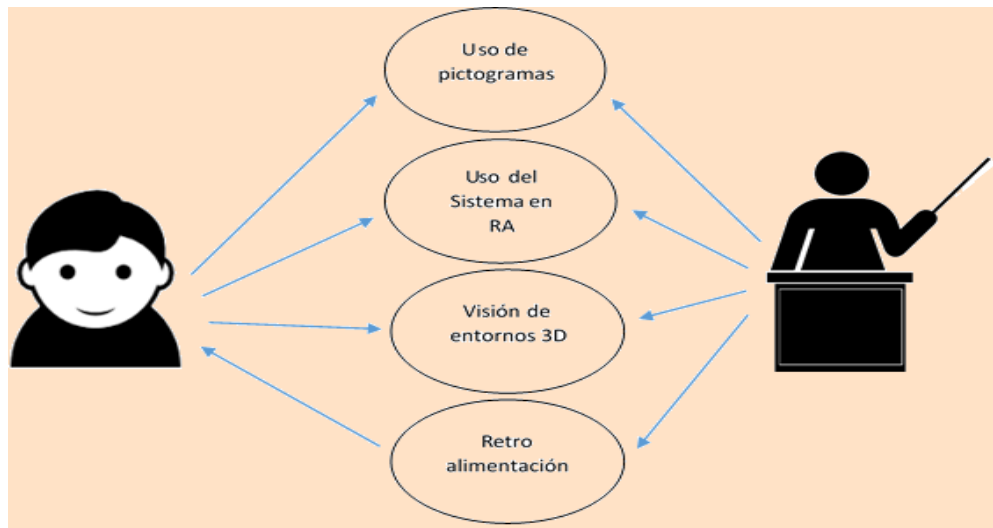 Uso de
pictogramas
Uso del
Sistema en
RA
Visión de
entornos 3D
Retro
alimentación